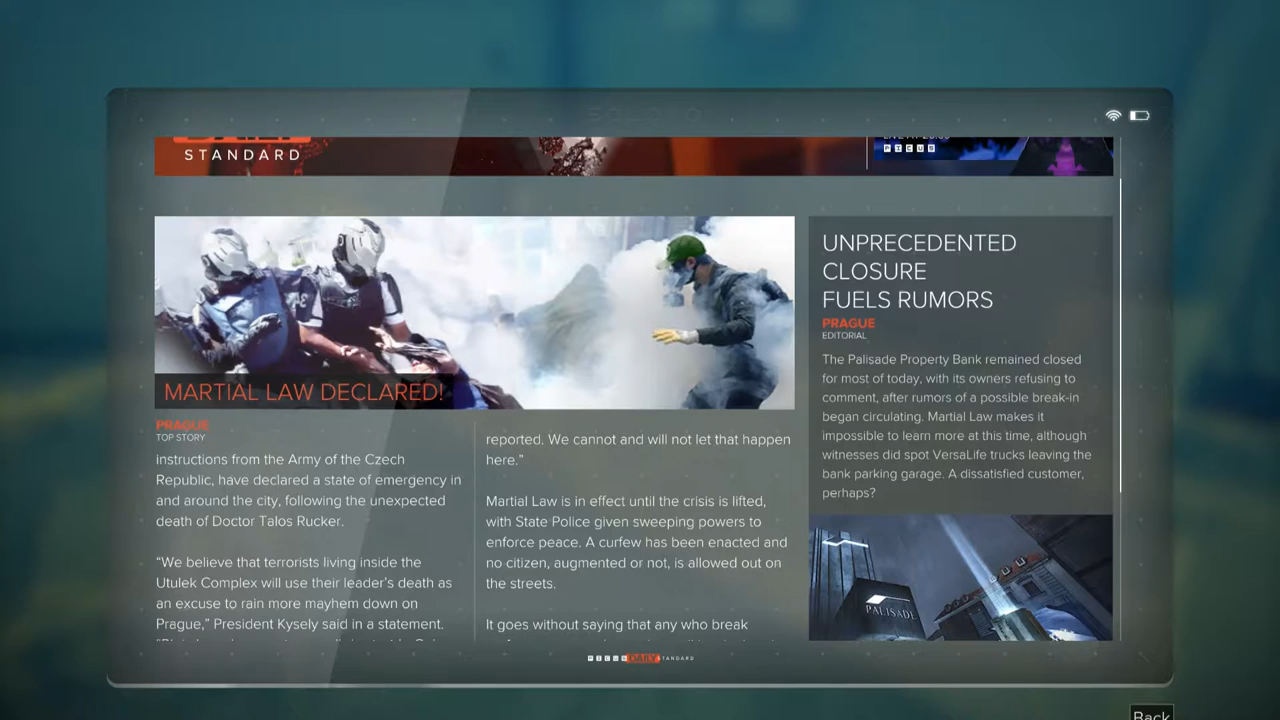 STANDARD
PICUS
MARTIAL LAW DECLARED!
PRAGUE
TOP STORY
instructions from the Army of the Czech
Republic, have declared a state of emergency in
and around the city, following the unexpected
death of Doctor Talos Rucker.
“We believe that terrorists living inside the
Utulek Complex will use their leader’s death as
an excuse to rain more mayhem down on
Prague,” President Kysely said in a statement.
reported. We cannot and will not let that happen
here.”
Martial Law is in effect until the crisis is lifted,
with State Police given sweeping powers to
enforce peace. A curfew has been enacted and
no citizen, augmented or not, is allowed out on
the streets.
It goes without saying that any who break
UNPRECEDENTED
CLOSURE
FUELS RUMORS
PRAGUE
EDITORIAL
The Palisade Property Bank remained closed
for most of today, with its owners refusing to
comment, after rumors of a possible break-in
began circulating. Martial Law makes it
impossible to learn more at this time, although
witnesses did spot VersaLife trucks leaving the
bank parking garage. A dissatisfied customer,
perhaps?
PALISADE
PICUS DAILY STANDARD
Back